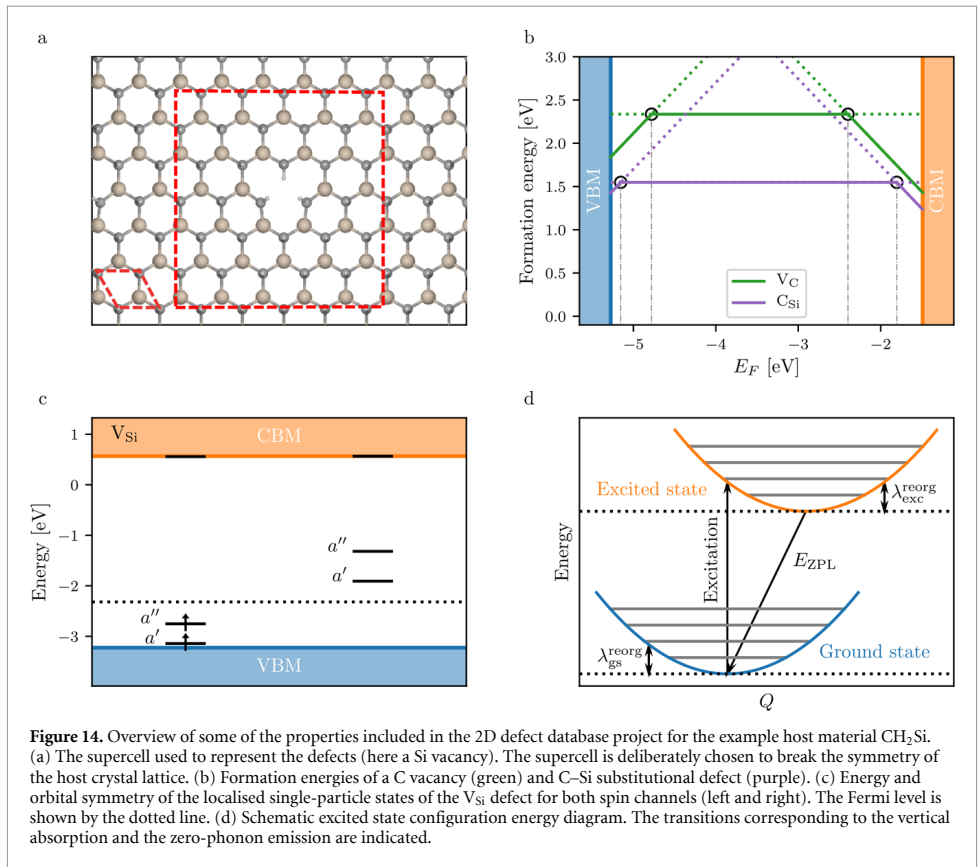 a
b
3.0
2.5
2.0
1.5
1.0
0.5
0.0
Formation energy [eV]
VBM
CBM
V_C
C_Si
−5
−4
−3
−2
E_F [eV]
c
V_Si
CBM
1
0
−1
−2
−3
Energy [eV]
a′′
a′
a′′
a′
VBM
d
Excited state
λ_exc^reorg
Excitation
E_ZPL
Energy
λ_gs^reorg
Ground state
Q
Figure 14. Overview of some of the properties included in the 2D defect database project for the example host material CH₂Si.
(a) The supercell used to represent the defects (here a Si vacancy). The supercell is deliberately chosen to break the symmetry of
the host crystal lattice. (b) Formation energies of a C vacancy (green) and C–Si substitutional defect (purple). (c) Energy and
orbital symmetry of the localised single-particle states of the V_Si defect for both spin channels (left and right). The Fermi level is
shown by the dotted line. (d) Schematic excited state configuration energy diagram. The transitions corresponding to the vertical
absorption and the zero-phonon emission are indicated.